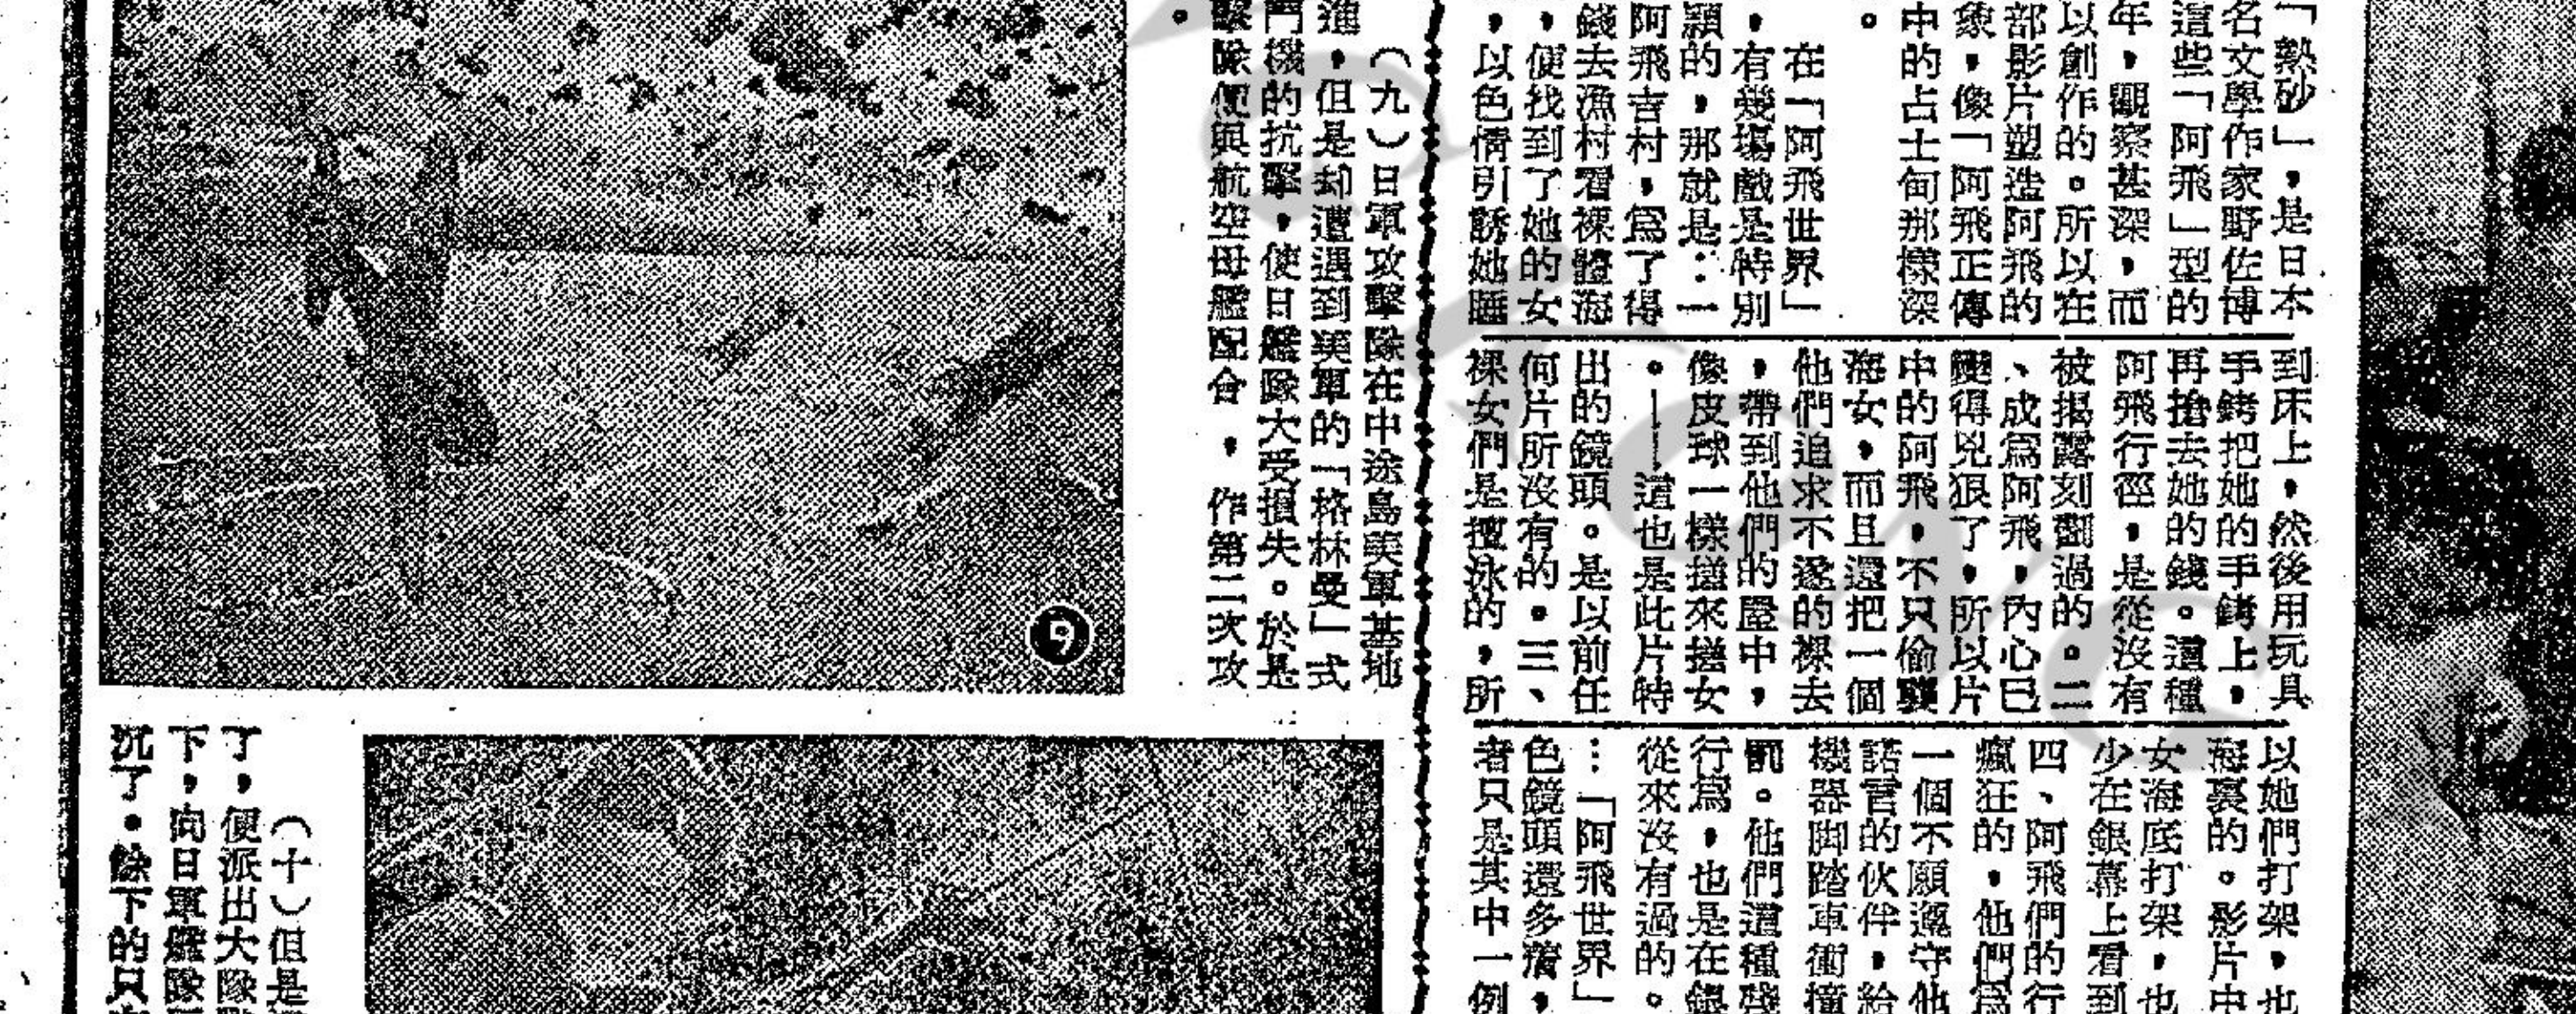 「熱砂」，是日本
名文學作家野佐博
這些「阿飛」型的
年，觀察甚深，而
以創作的。所以在
部影片塑造阿飛的
象，像「阿飛正傳
中的占士甸那樣深
。
在「阿飛世界」
，有幾場戲是特別
穎的，那就是：一
阿飛吉村，爲了得
錢去漁村看裸體海
，便找到了她的女
，以色情引誘她睡
到床上，然後用玩具
手銬把她的手銬上，
再搶去她的錢。這種
阿飛行徑，是從沒有
被揭露刻劃過的。二
、成爲阿飛，內心已
變得兇狠了，所以片
中的阿飛，不只偷襲
海女，而且還把一個
他們追求不遂的裸去
，帶到他們的屋中，
像皮球一樣搓來搓女
。——這也是此片特
出的鏡頭。是以前任
何片所沒有的。三、
裸女們是擅泳的，所
以她們打架，也
海裏的。影片中
女海底打架，也
少在銀幕上看到
四、阿飛們的行
瘋狂的，他們爲
一個不願遵守他
諾言的伙伴，給
機器脚踏車衝撞
罰。他們這種殘
行爲，也是在銀
從來沒有過的。
…「阿飛世界」
色鏡頭還多着，
者只是其中一例
（九）日軍攻擊隊在中途島美軍基地
進，但是却遭遇到美軍的「格林曼」式
鬥機的抗擊，使日艦隊大受損失。於是
擊隊便與航空母艦配合，作第二次攻
。
9
（十）但是
了，便派出大隊
下，向日軍艦隊
沉了。餘下的只